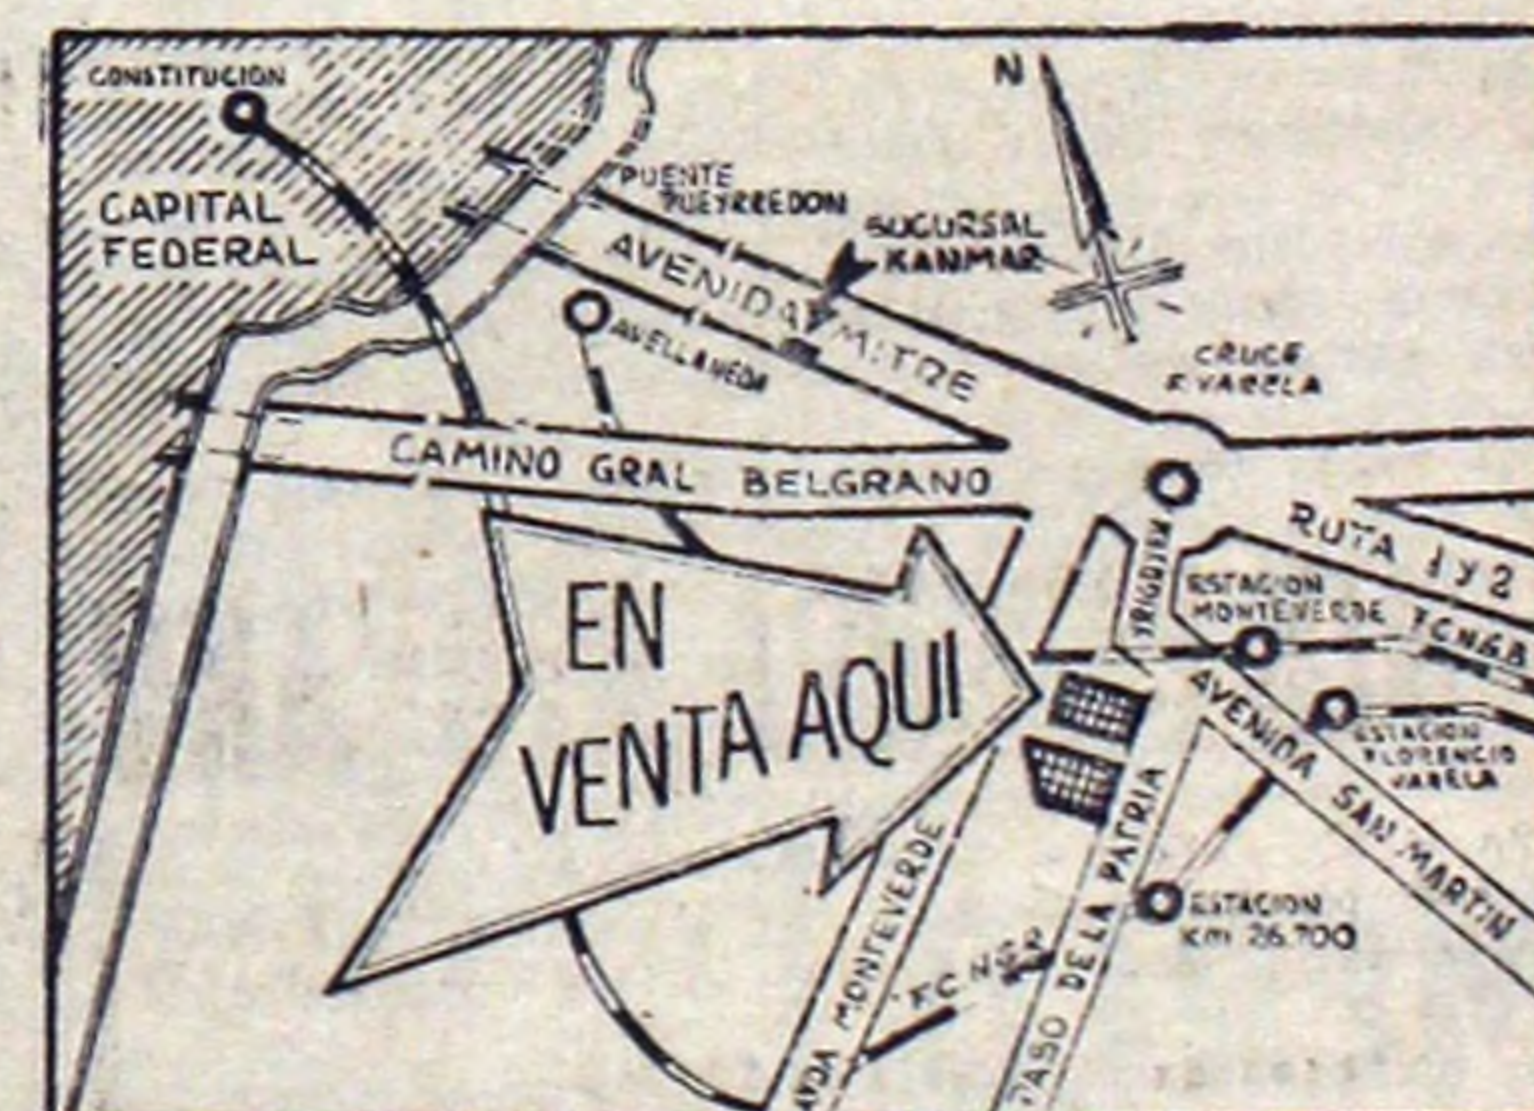 CONSTITUCION
CAPITAL
FEDERAL
N
PUENTE
PUEYRREDON
SUCURSAL
KANMAR
AVENIDA MITRE
AVELLANEDA
CRUCE
F. VARELA
CAMINO GRAL BELGRANO
RUTA 1 y 2
YRIGOYEN
ESTACION
MONTEVERDE
FCNGB
EN
VENTA AQUI
AVENIDA SAN MARTIN
ESTACION
FLORENCIO
VARELA
ESTACION
Km 26.700
AVDA MONTEVERDE
PASO DE LA PATRIA